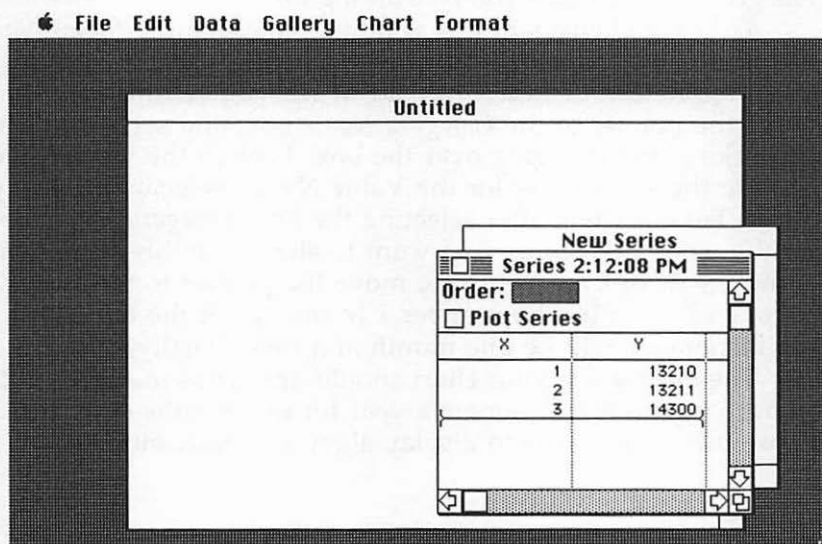 File Edit Data Gallery Chart Format
Untitled
New Series
Series 2:12:08 PM
Order:
Plot Series
X Y
1 13210
2 13211
3 14300